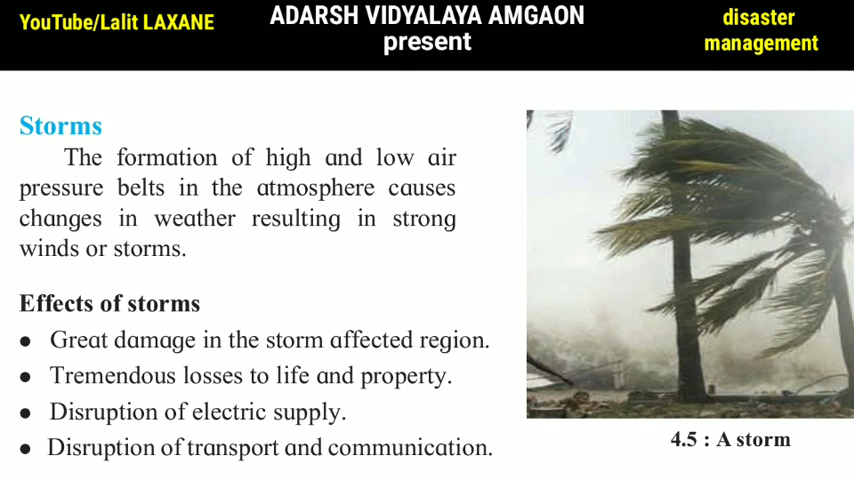 YouTube/Lalit LAXANE
ADARSH VIDYALAYA AMGAON
present
disaster
management
Storms
The formation of high and low air
pressure belts in the atmosphere causes
changes in weather resulting in strong
winds or storms.
Effects of storms
● Great damage in the storm affected region.
● Tremendous losses to life and property.
● Disruption of electric supply.
● Disruption of transport and communication.
4.5 : A storm